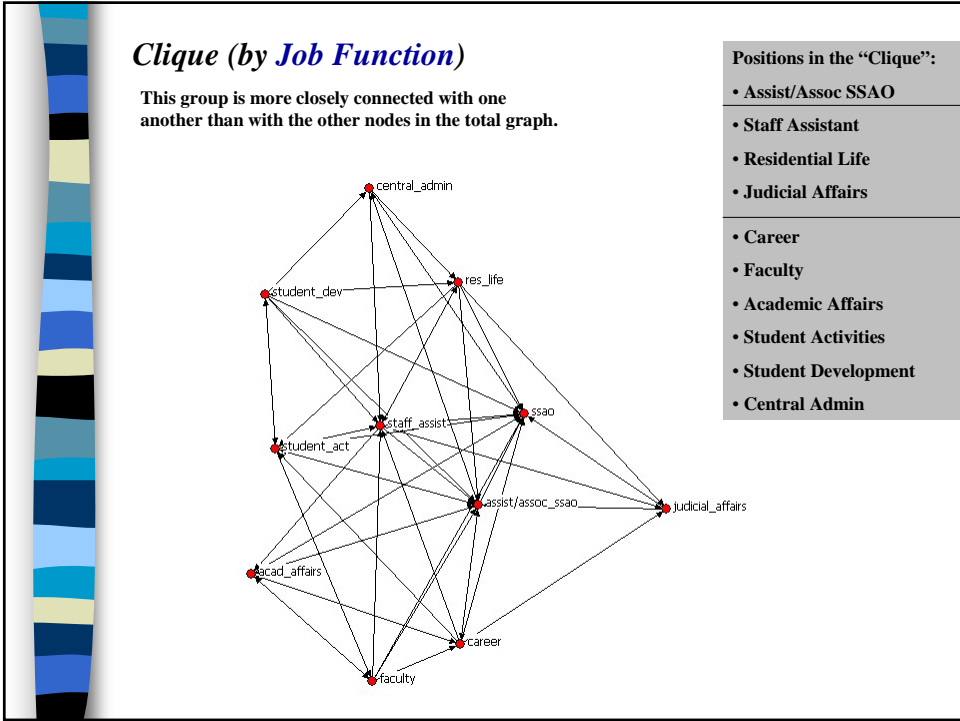 Clique (by Job Function)
This group is more closely connected with one
another than with the other nodes in the total graph.
Positions in the “Clique”:
• Assist/Assoc SSAO
• Staff Assistant
• Residential Life
• Judicial Affairs
• Career
• Faculty
• Academic Affairs
• Student Activities
• Student Development
• Central Admin
central_admin
res_life
student_dev
ssao
staff_assist
student_act
assist/assoc_ssao
judicial_affairs
acad_affairs
career
faculty